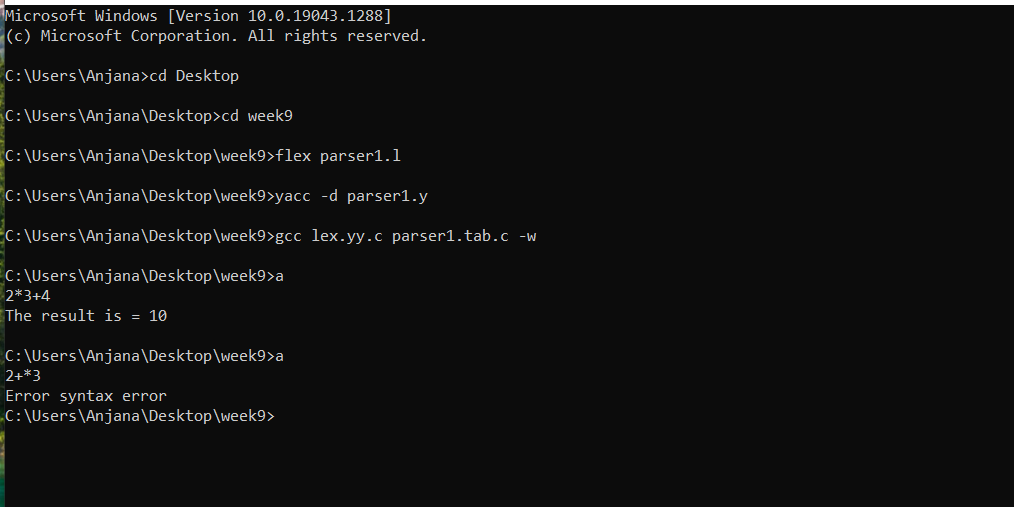 Microsoft Windows [Version 10.0.19043.1288]
(c) Microsoft Corporation. All rights reserved.
C:\Users\Anjana>cd Desktop
C:\Users\Anjana\Desktop>cd week9
C:\Users\Anjana\Desktop\week9>flex parser1.l
C:\Users\Anjana\Desktop\week9>yacc -d parser1.y
C:\Users\Anjana\Desktop\week9>gcc lex.yy.c parser1.tab.c -w
C:\Users\Anjana\Desktop\week9>a
2*3+4
The result is = 10
C:\Users\Anjana\Desktop\week9>a
2+*3
Error syntax error
C:\Users\Anjana\Desktop\week9>